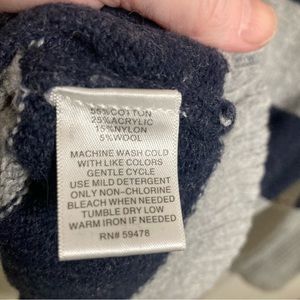 55%COTTON
25%ACRYLIC
15%NYLON
5%WOOL
MACHINE WASH COLD
WITH LIKE COLORS
GENTLE CYCLE
USE MILD DETERGENT
ONLY NON-CHLORINE
BLEACH WHEN NEEDED
TUMBLE DRY LOW
WARM IRON IF NEEDED
RN# 59478